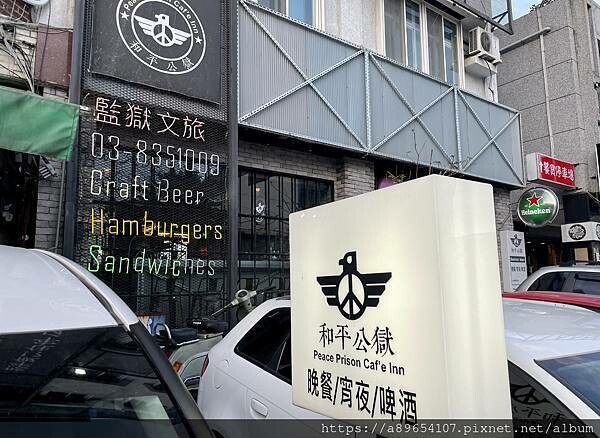 Peace Prison Caf'e Inn
和平公獄
監獄文旅
03-8351009
Craft Beer
Hamburgers
Sandwiches
和平公獄
Peace Prison Caf'e Inn
晚餐/宵夜/啤酒
Heineken
https://a89654107.pixnet.net/album